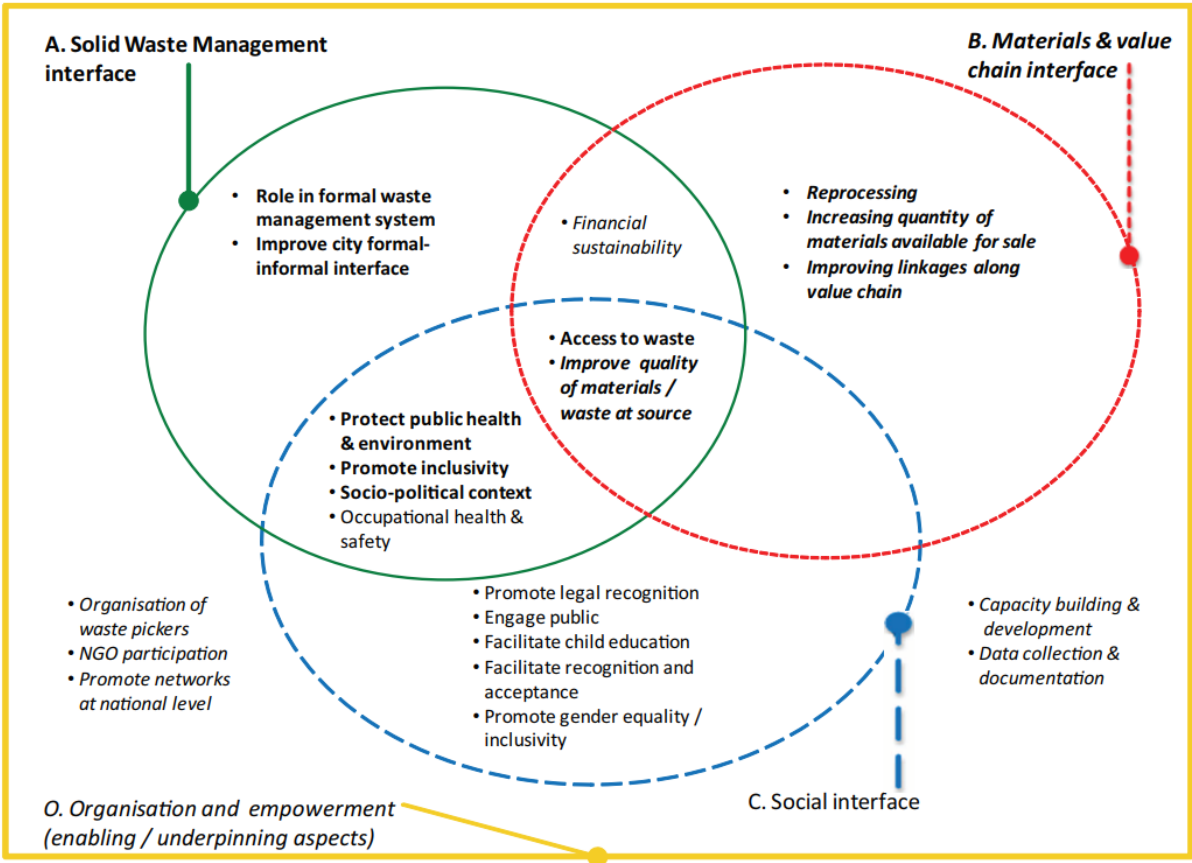 A. Solid Waste Management
interface
B. Materials & value
chain interface
• Role in formal waste
management system
• Improve city formal-
informal interface
• Financial
sustainability
• Reprocessing
• Increasing quantity of
materials available for sale
• Improving linkages along
value chain
• Access to waste
• Improve quality
of materials /
waste at source
• Protect public health
& environment
• Promote inclusivity
• Socio-political context
• Occupational health &
safety
• Organisation of
waste pickers
• NGO participation
• Promote networks
at national level
• Promote legal recognition
• Engage public
• Facilitate child education
• Facilitate recognition and
acceptance
• Promote gender equality /
inclusivity
• Capacity building &
development
• Data collection &
documentation
C. Social interface
O. Organisation and empowerment
(enabling / underpinning aspects)